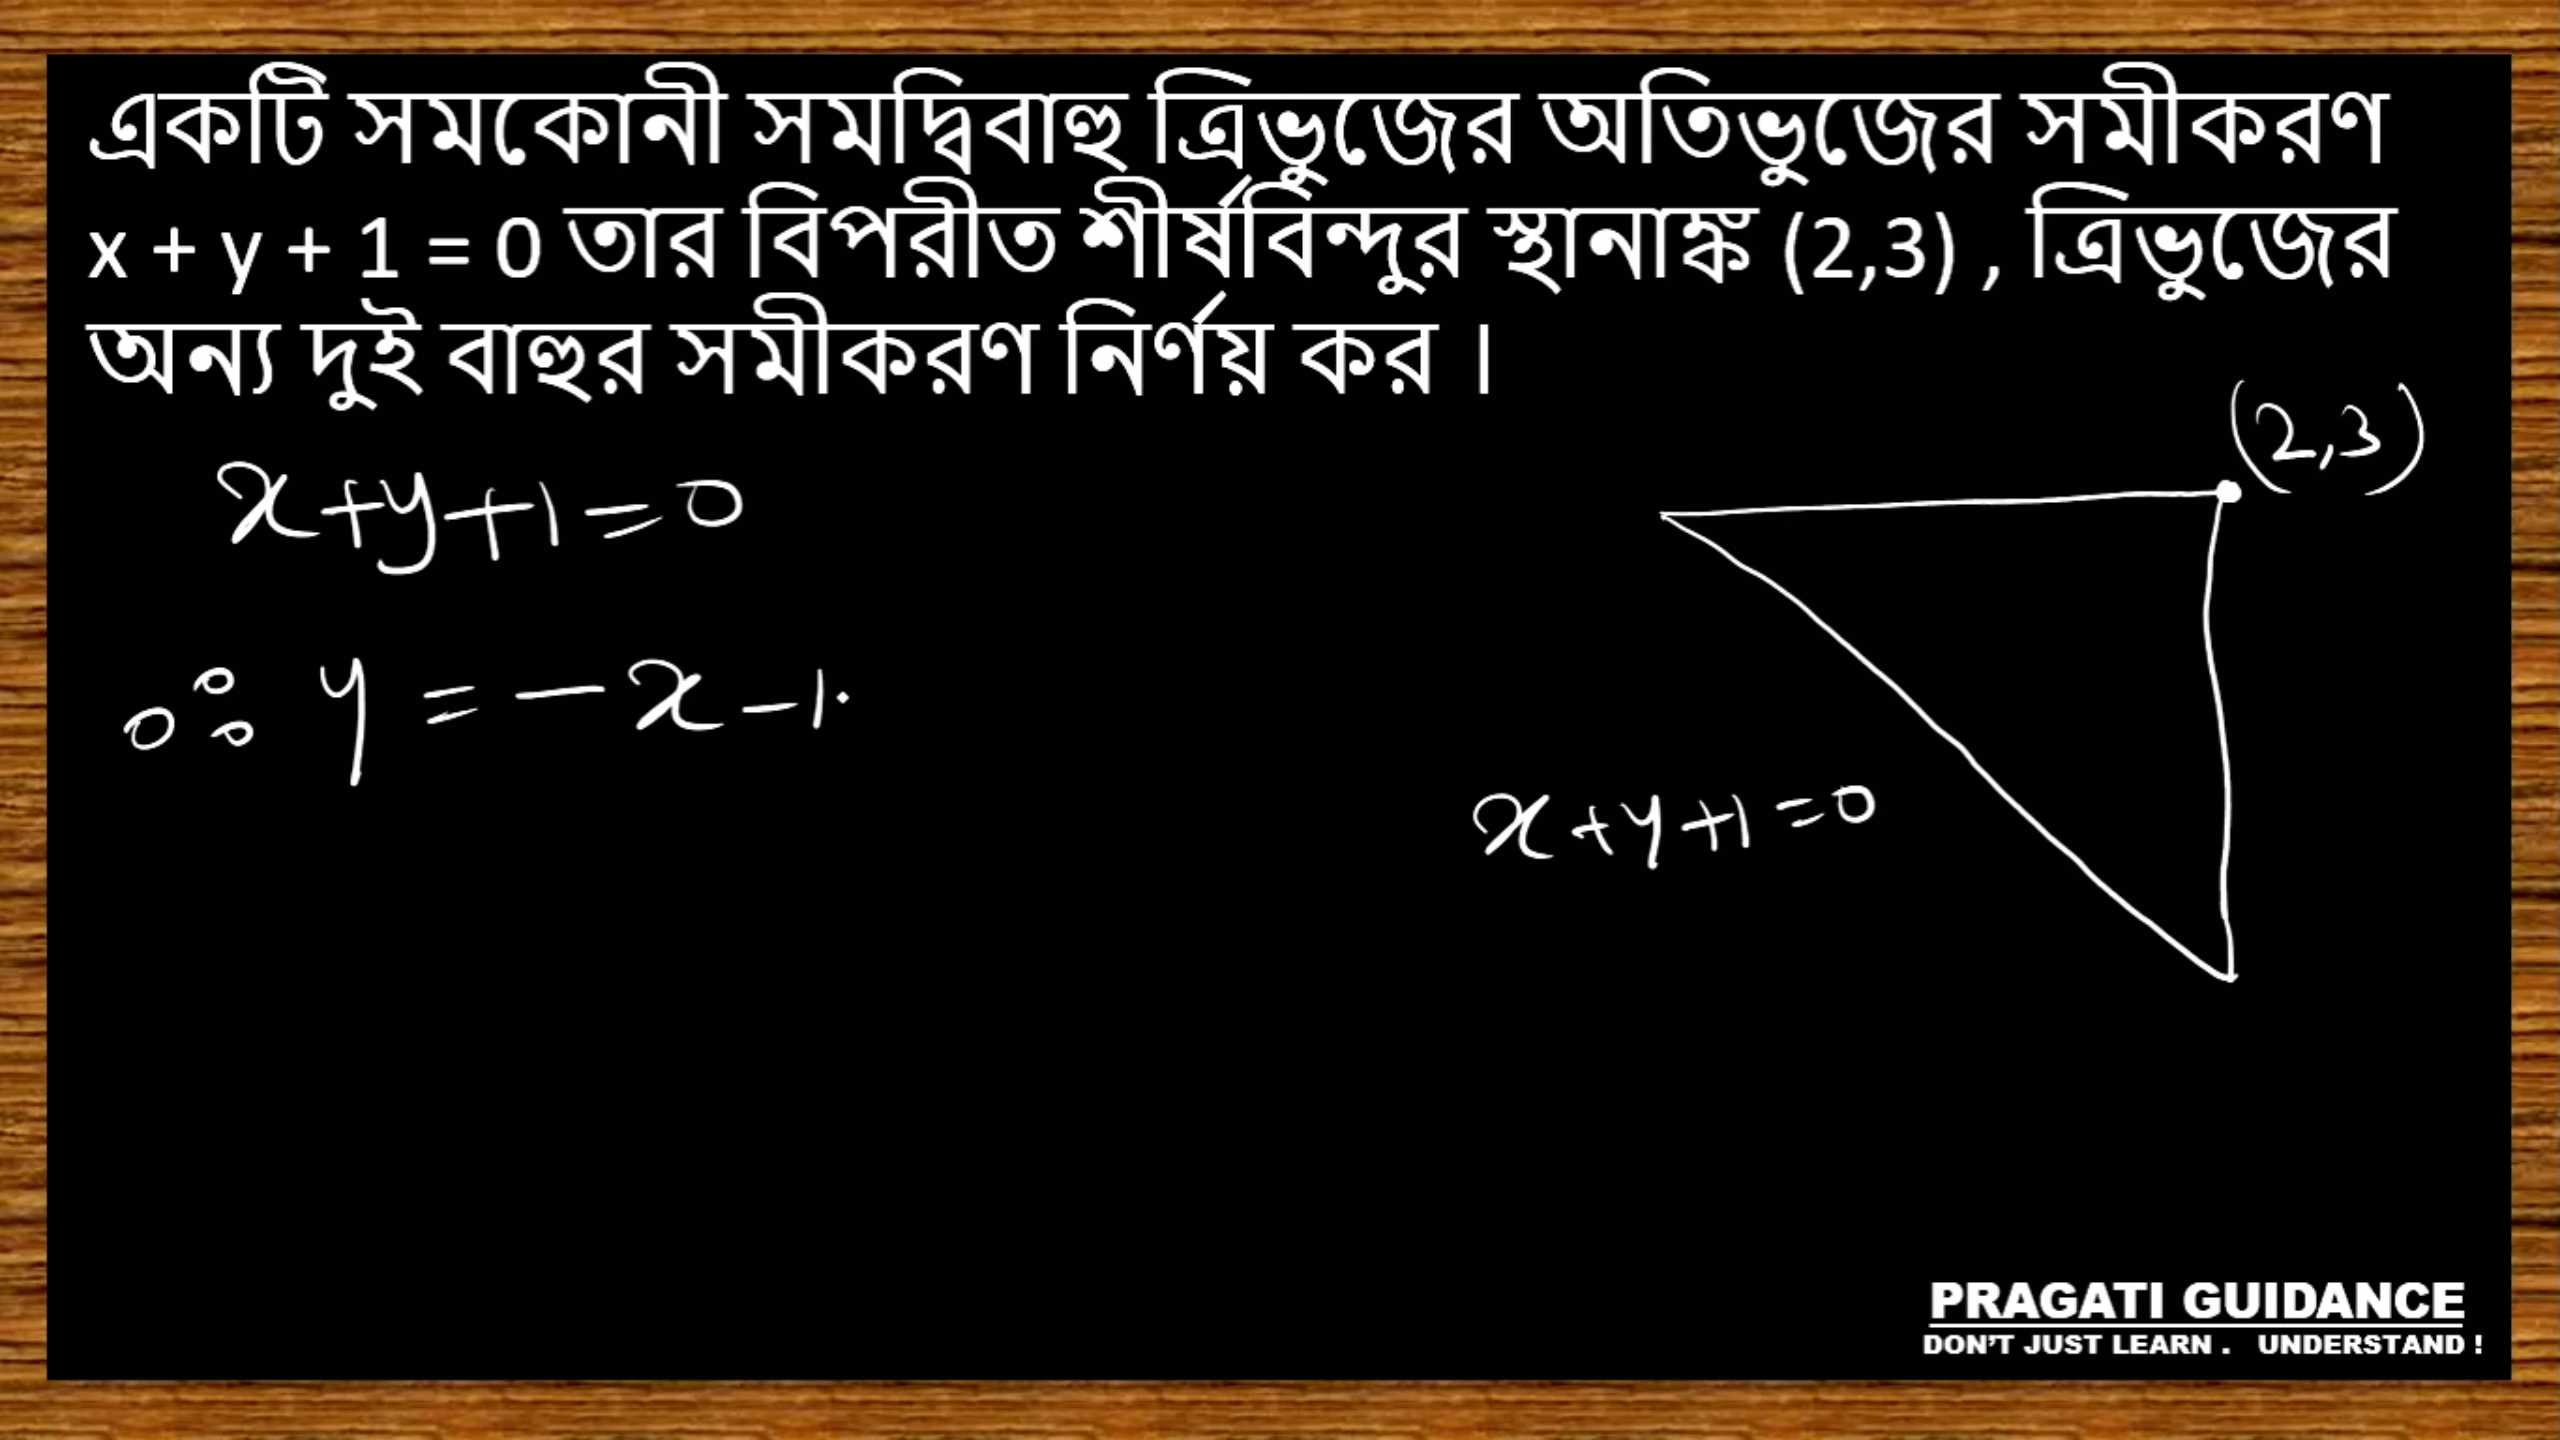 একটি সমকোনী সমদ্বিবাহু ত্রিভুজের অতিভুজের সমীকরণ
x + y + 1 = 0 তার বিপরীত শীর্ষবিন্দুর স্থানাঙ্ক (2,3) , ত্রিভুজের
অন্য দুই বাহুর সমীকরণ নির্ণয় কর ।
(2,3)
x+y+1=0
∴ y = -x-1.
x+y+1=0
PRAGATI GUIDANCE
DON'T JUST LEARN . UNDERSTAND !